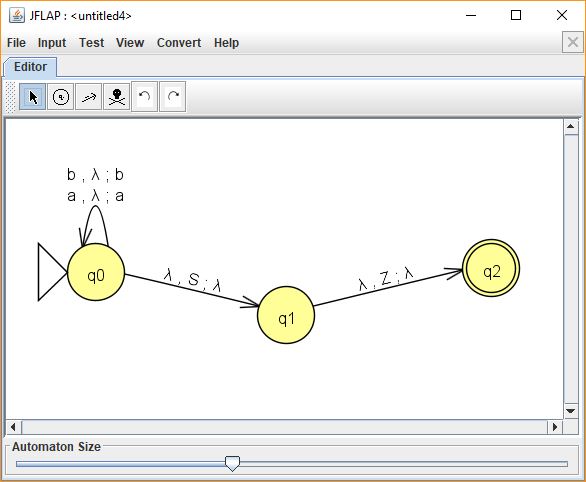 JFLAP : <untitled4>
File Input Test View Convert Help
Editor
b , λ ; b
a , λ ; a
q0
λ , S ; λ
q1
λ , Z ; λ
q2
Automaton Size